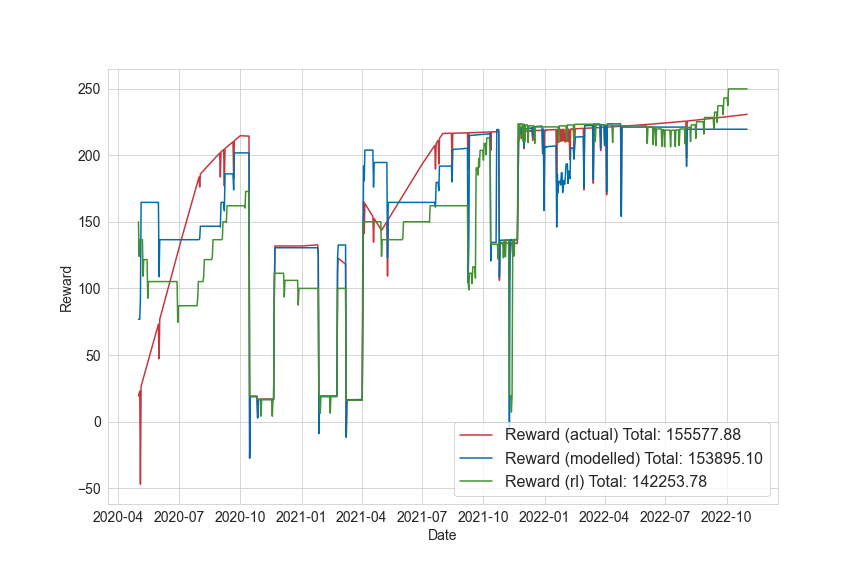 250
200
150
100
50
0
−50
Reward
2020-04 2020-07 2020-10 2021-01 2021-04 2021-07 2021-10 2022-01 2022-04 2022-07 2022-10
Date
Reward (actual) Total: 155577.88
Reward (modelled) Total: 153895.10
Reward (rl) Total: 142253.78